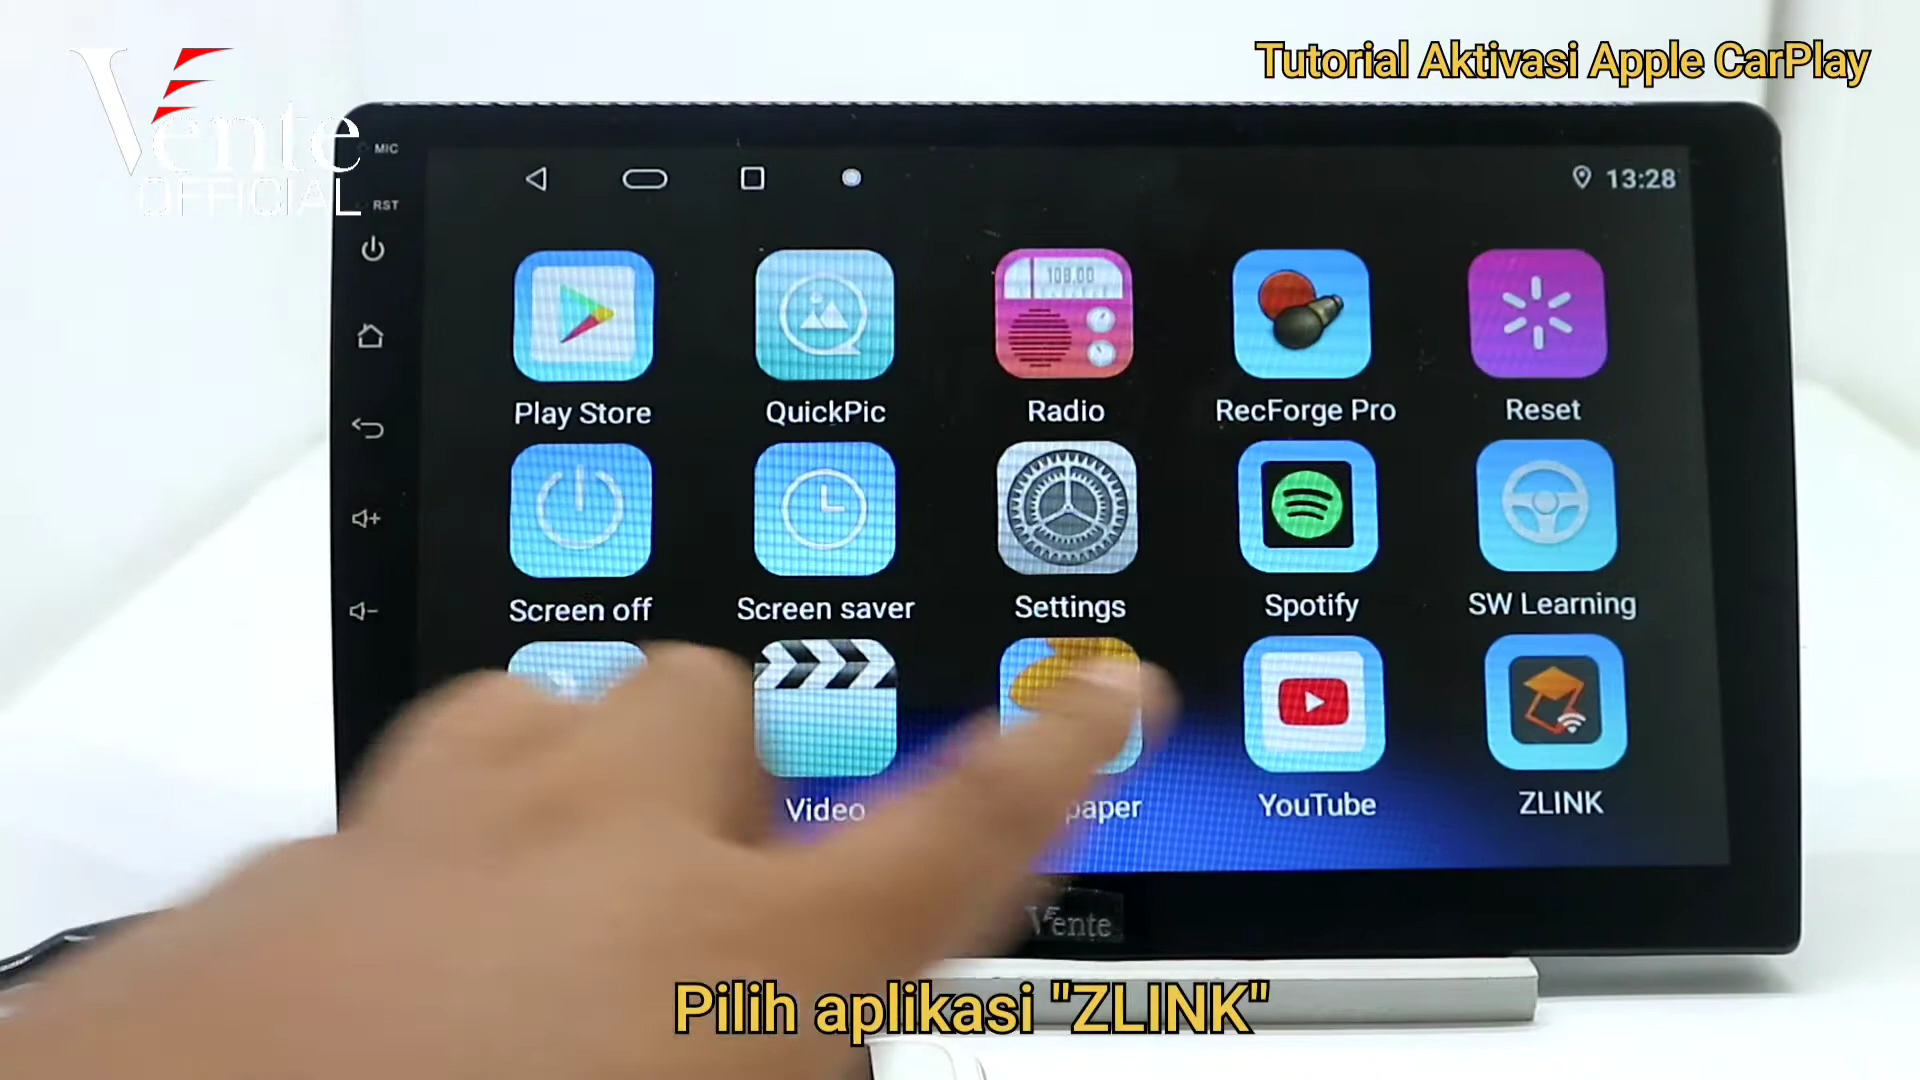 Tutorial Aktivasi Apple CarPlay
Vente
OFFICIAL
MIC
RST
13:28
108.00
Play Store
QuickPic
Radio
RecForge Pro
Reset
Screen off
Screen saver
Settings
Spotify
SW Learning
Video
paper
YouTube
ZLINK
Vente
Pilih aplikasi "ZLINK"